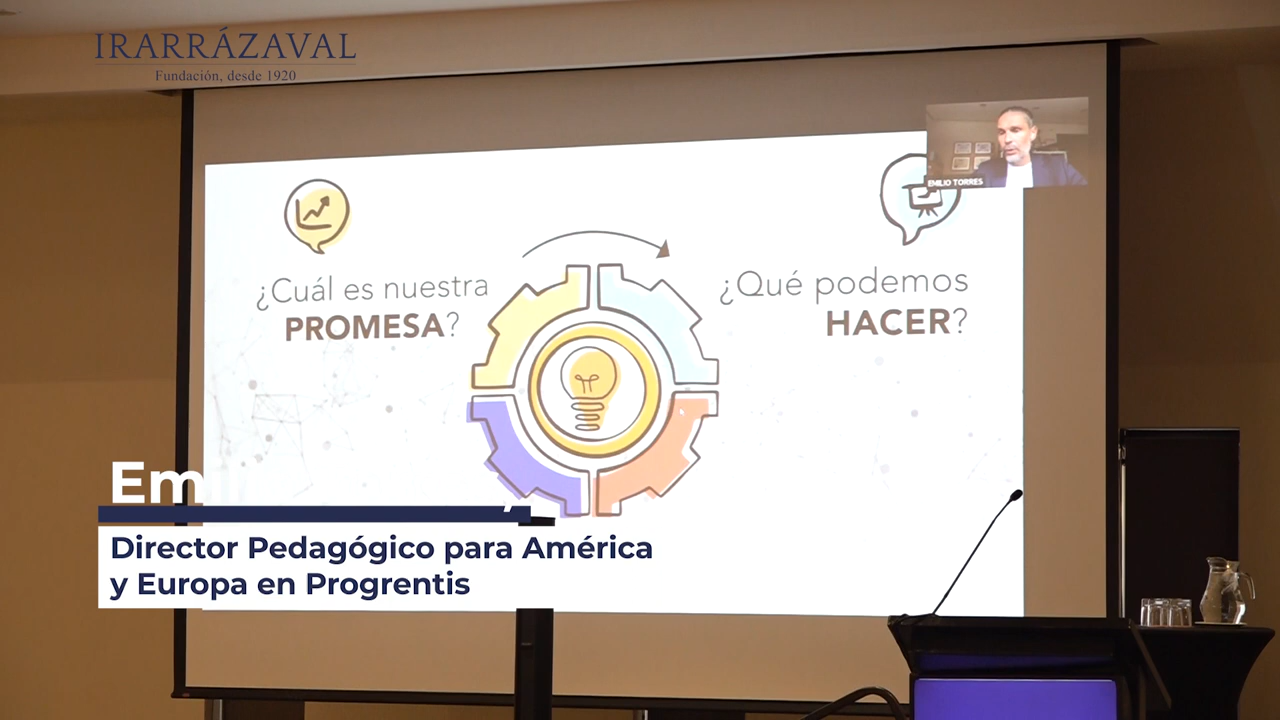 IRARRÁZAVAL
Fundación, desde 1920
EMILIO TORRES
¿Cuál es nuestra
PROMESA?
¿Qué podemos
HACER?
Director Pedagógico para América
y Europa en Progrentis